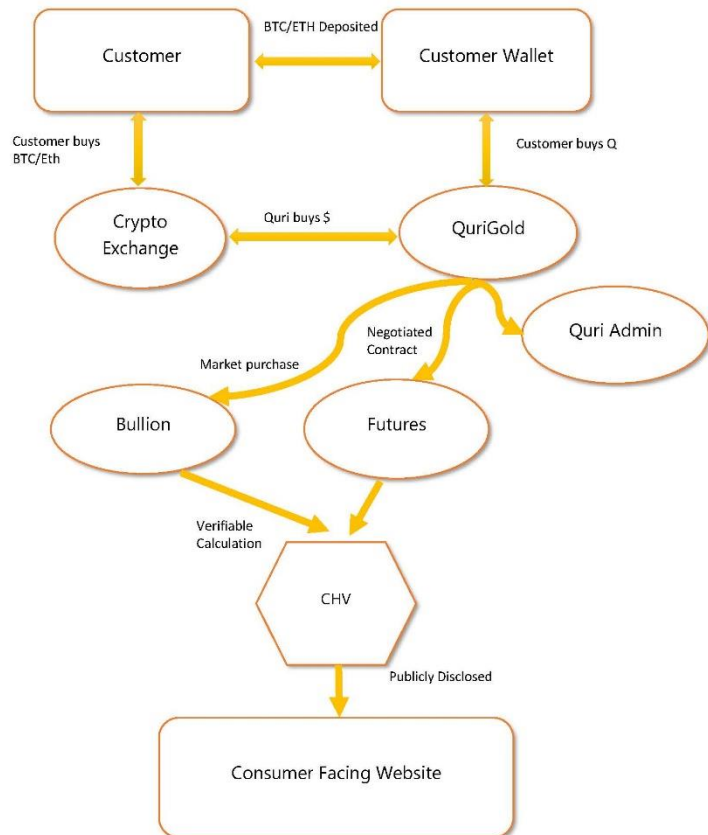 BTC/ETH Deposited
Customer
Customer Wallet
Customer buys
BTC/Eth
Customer buys Q
Crypto
Exchange
Quri buys $
QuriGold
Negotiated
Contract
Quri Admin
Market purchase
Bullion
Futures
Verifiable
Calculation
CHV
Publicly Disclosed
Consumer Facing Website